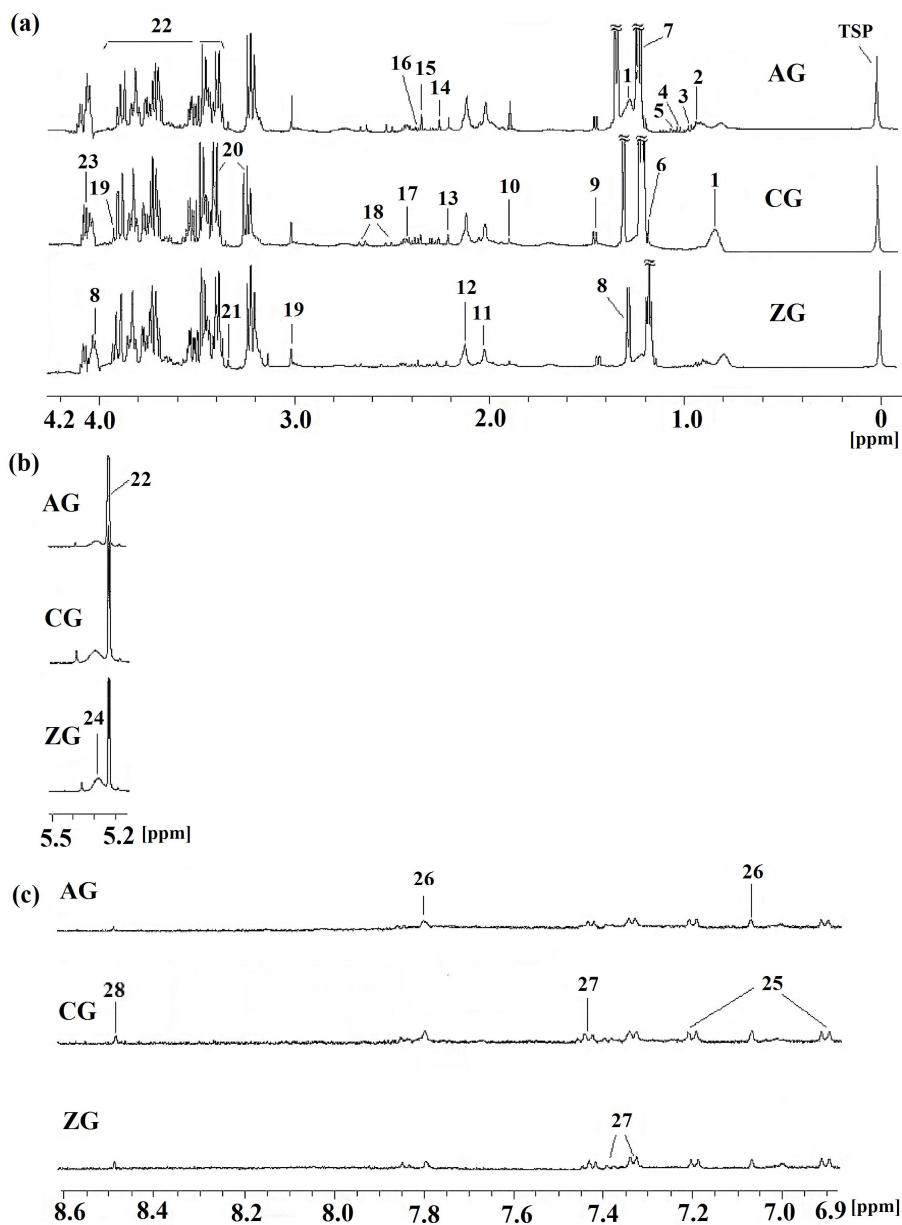 (a)
22
7
TSP
AG
16 15 14
1
5 4 3 2
23
19
20
18
17
13
10
9
6
1
CG
8
21
19
12
11
8
ZG
4.2 4.0 3.0 2.0 1.0 0
[ppm]
(b)
AG
22
CG
24
ZG
5.5 5.2 [ppm]
(c)
AG
26 26
CG
28 27 25
ZG
27
8.6 8.4 8.2 8.0 7.8 7.6 7.4 7.2 7.0 6.9
[ppm]